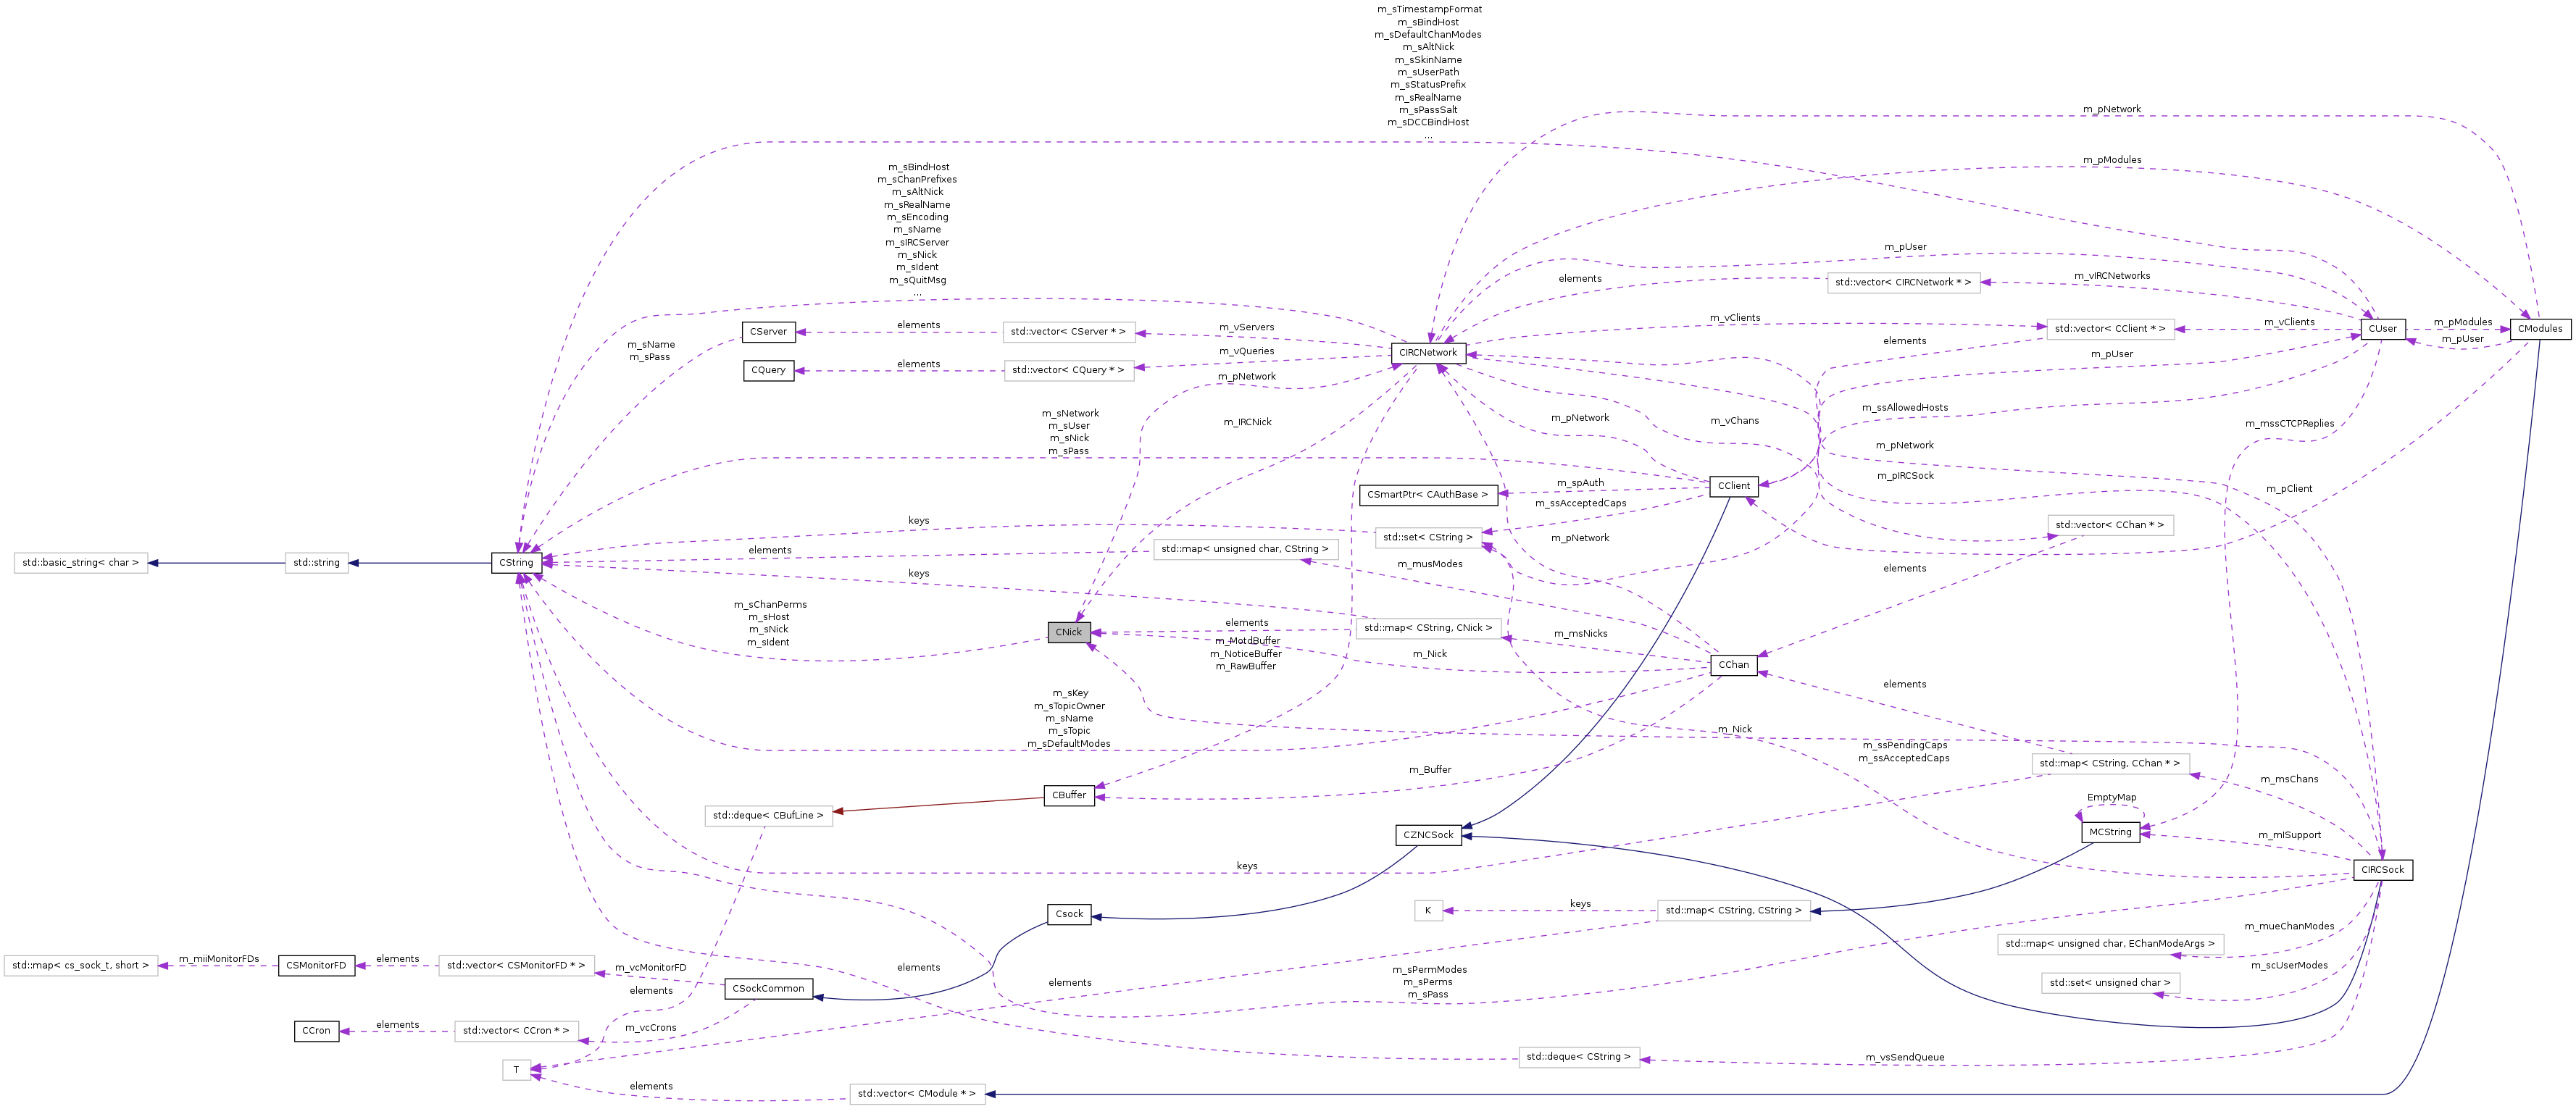 m_sTimestampFormat
m_sBindHost
m_sDefaultChanModes
m_sAltNick
m_sSkinName
m_sUserPath
m_sStatusPrefix
m_sRealName
m_sPassSalt
m_sDCCBindHost
...
m_pNetwork
m_pModules
m_sBindHost
m_sChanPrefixes
m_sAltNick
m_sRealName
m_sEncoding
m_sName
m_sIRCServer
m_sNick
m_sIdent
m_sQuitMsg
...
m_pUser
elements
std::vector< CIRCNetwork * >
m_vIRCNetworks
CServer
elements
std::vector< CServer * >
m_vServers
m_vClients
std::vector< CClient * >
m_vClients
CUser
m_pModules
CModules
m_pUser
m_sName
m_sPass
CIRCNetwork
elements
m_vQueries
m_pUser
CQuery
elements
std::vector< CQuery * >
m_pNetwork
m_sNetwork
m_sUser
m_sNick
m_sPass
m_IRCNick
m_pNetwork
m_vChans
m_ssAllowedHosts
m_mssCTCPReplies
m_pNetwork
m_pIRCSock
m_pClient
CSmartPtr< CAuthBase >
m_spAuth
CClient
m_ssAcceptedCaps
keys
std::set< CString >
m_pNetwork
std::vector< CChan * >
std::basic_string< char >
std::string
CString
elements
std::map< unsigned char, CString >
m_musModes
elements
keys
m_sChanPerms
m_sHost
m_sNick
m_sIdent
CNick
elements
std::map< CString, CNick >
m_msNicks
m_MotdBuffer
m_NoticeBuffer
m_RawBuffer
m_Nick
CChan
elements
m_sKey
m_sTopicOwner
m_sName
m_sTopic
m_sDefaultModes
m_Nick
m_ssPendingCaps
m_ssAcceptedCaps
std::map< CString, CChan * >
m_msChans
m_Buffer
CBuffer
std::deque< CBufLine >
EmptyMap
MCString
m_mISupport
CZNCSock
keys
CIRCSock
Csock
K
keys
std::map< CString, CString >
m_mueChanModes
std::map< unsigned char, EChanModeArgs >
std::map< cs_sock_t, short >
m_miiMonitorFDs
CSMonitorFD
elements
std::vector< CSMonitorFD * >
m_vcMonitorFD
elements
CSockCommon
elements
elements
m_sPermModes
m_sPerms
m_sPass
m_scUserModes
std::set< unsigned char >
CCron
elements
std::vector< CCron * >
m_vcCrons
T
std::deque< CString >
m_vsSendQueue
elements
std::vector< CModule * >